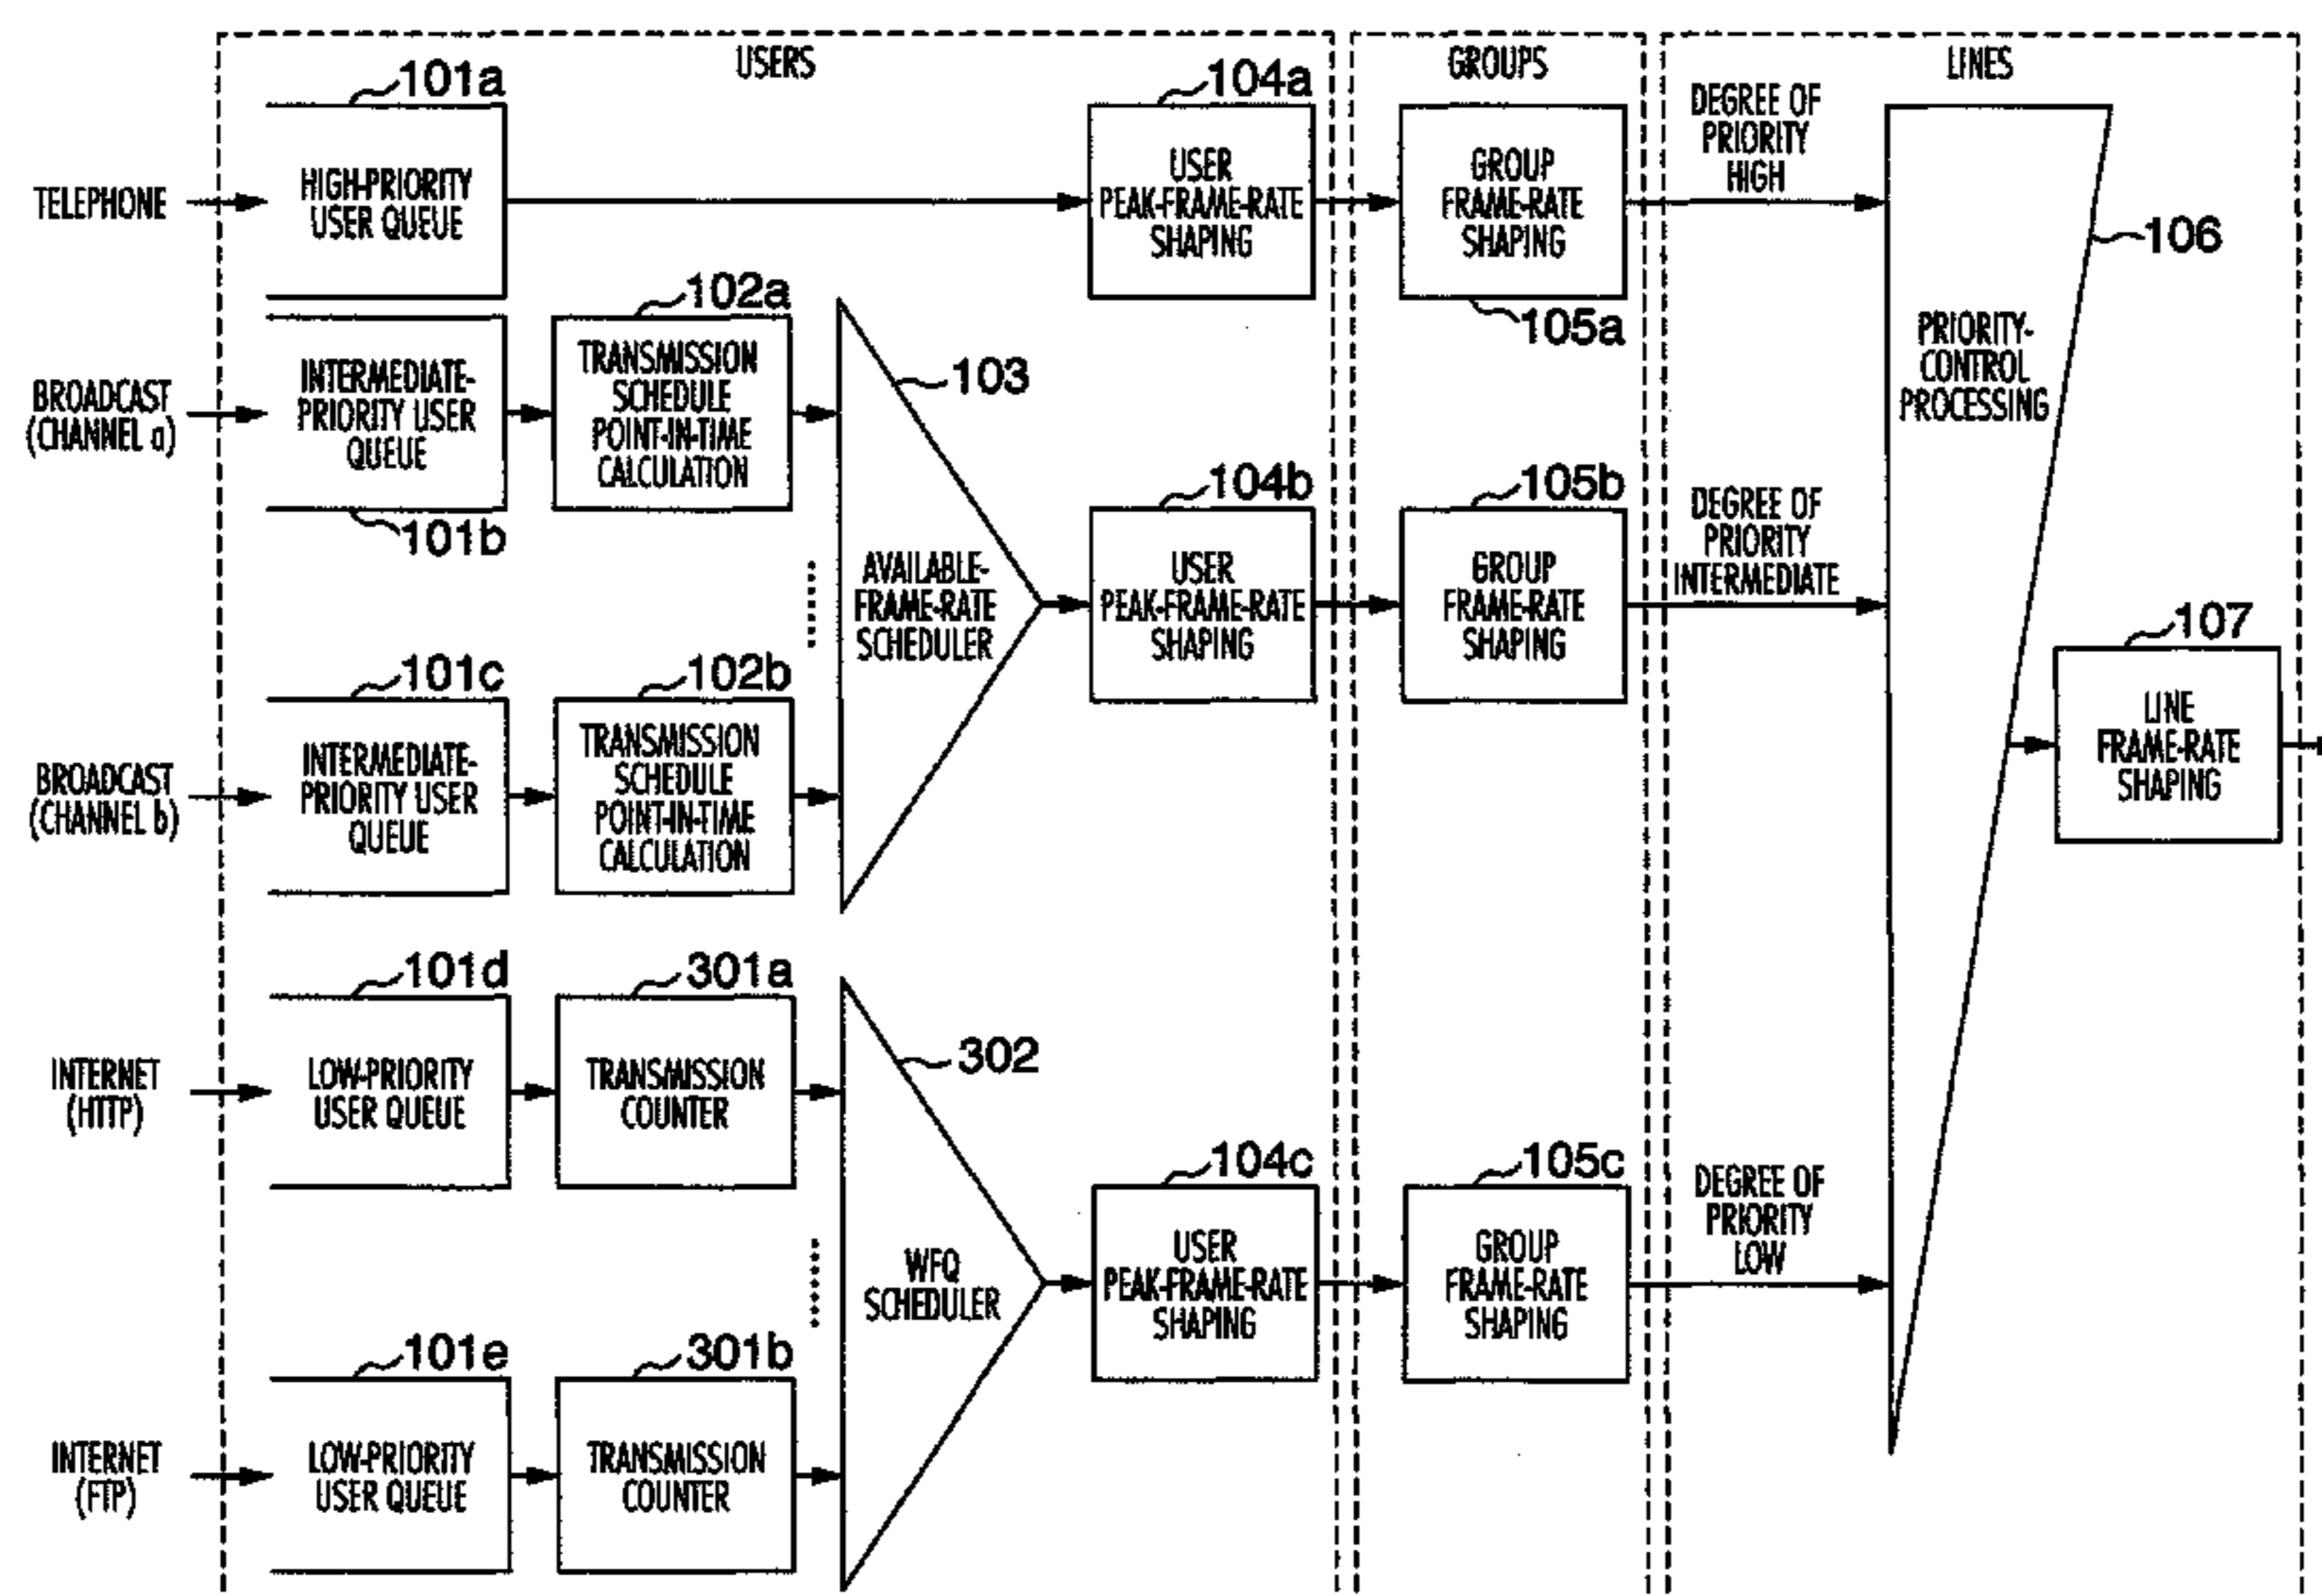 USERS
GROUPS
LINES
101a
104a
TELEPHONE
HIGH-PRIORITY
USER QUEUE
USER
PEAK-FRAME-RATE
SHAPING
GROUP
FRAME-RATE
SHAPING
105a
DEGREE OF
PRIORITY
HIGH
106
PRIORITY-
CONTROL
PROCESSING
102a
BROADCAST
(CHANNEL a)
INTERMEDIATE-
PRIORITY USER
QUEUE
101b
TRANSMISSION
SCHEDULE
POINT-IN-TIME
CALCULATION
103
AVAILABLE-
FRAME-RATE
SCHEDULER
104b
USER
PEAK-FRAME-RATE
SHAPING
105b
GROUP
FRAME-RATE
SHAPING
DEGREE OF
PRIORITY
INTERMEDIATE
107
LINE
FRAME-RATE
SHAPING
101c
102b
BROADCAST
(CHANNEL b)
INTERMEDIATE-
PRIORITY USER
QUEUE
TRANSMISSION
SCHEDULE
POINT-IN-TIME
CALCULATION
101d
301a
INTERNET
(HTTP)
LOW-PRIORITY
USER QUEUE
TRANSMISSION
COUNTER
302
WFQ
SCHEDULER
104c
USER
PEAK-FRAME-RATE
SHAPING
105c
GROUP
FRAME-RATE
SHAPING
DEGREE OF
PRIORITY
LOW
101e
301b
INTERNET
(FTP)
LOW-PRIORITY
USER QUEUE
TRANSMISSION
COUNTER